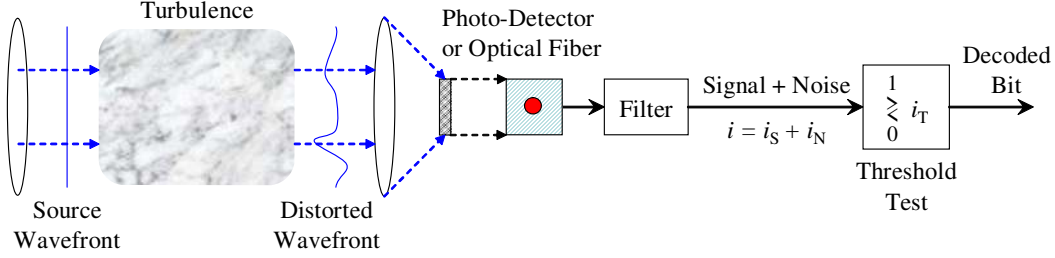 Turbulence
Photo-Detector
or Optical Fiber
Decoded
Bit
Filter
Signal + Noise
i = i_S + i_N
1
≷ i_T
0
Threshold
Test
Source
Wavefront
Distorted
Wavefront